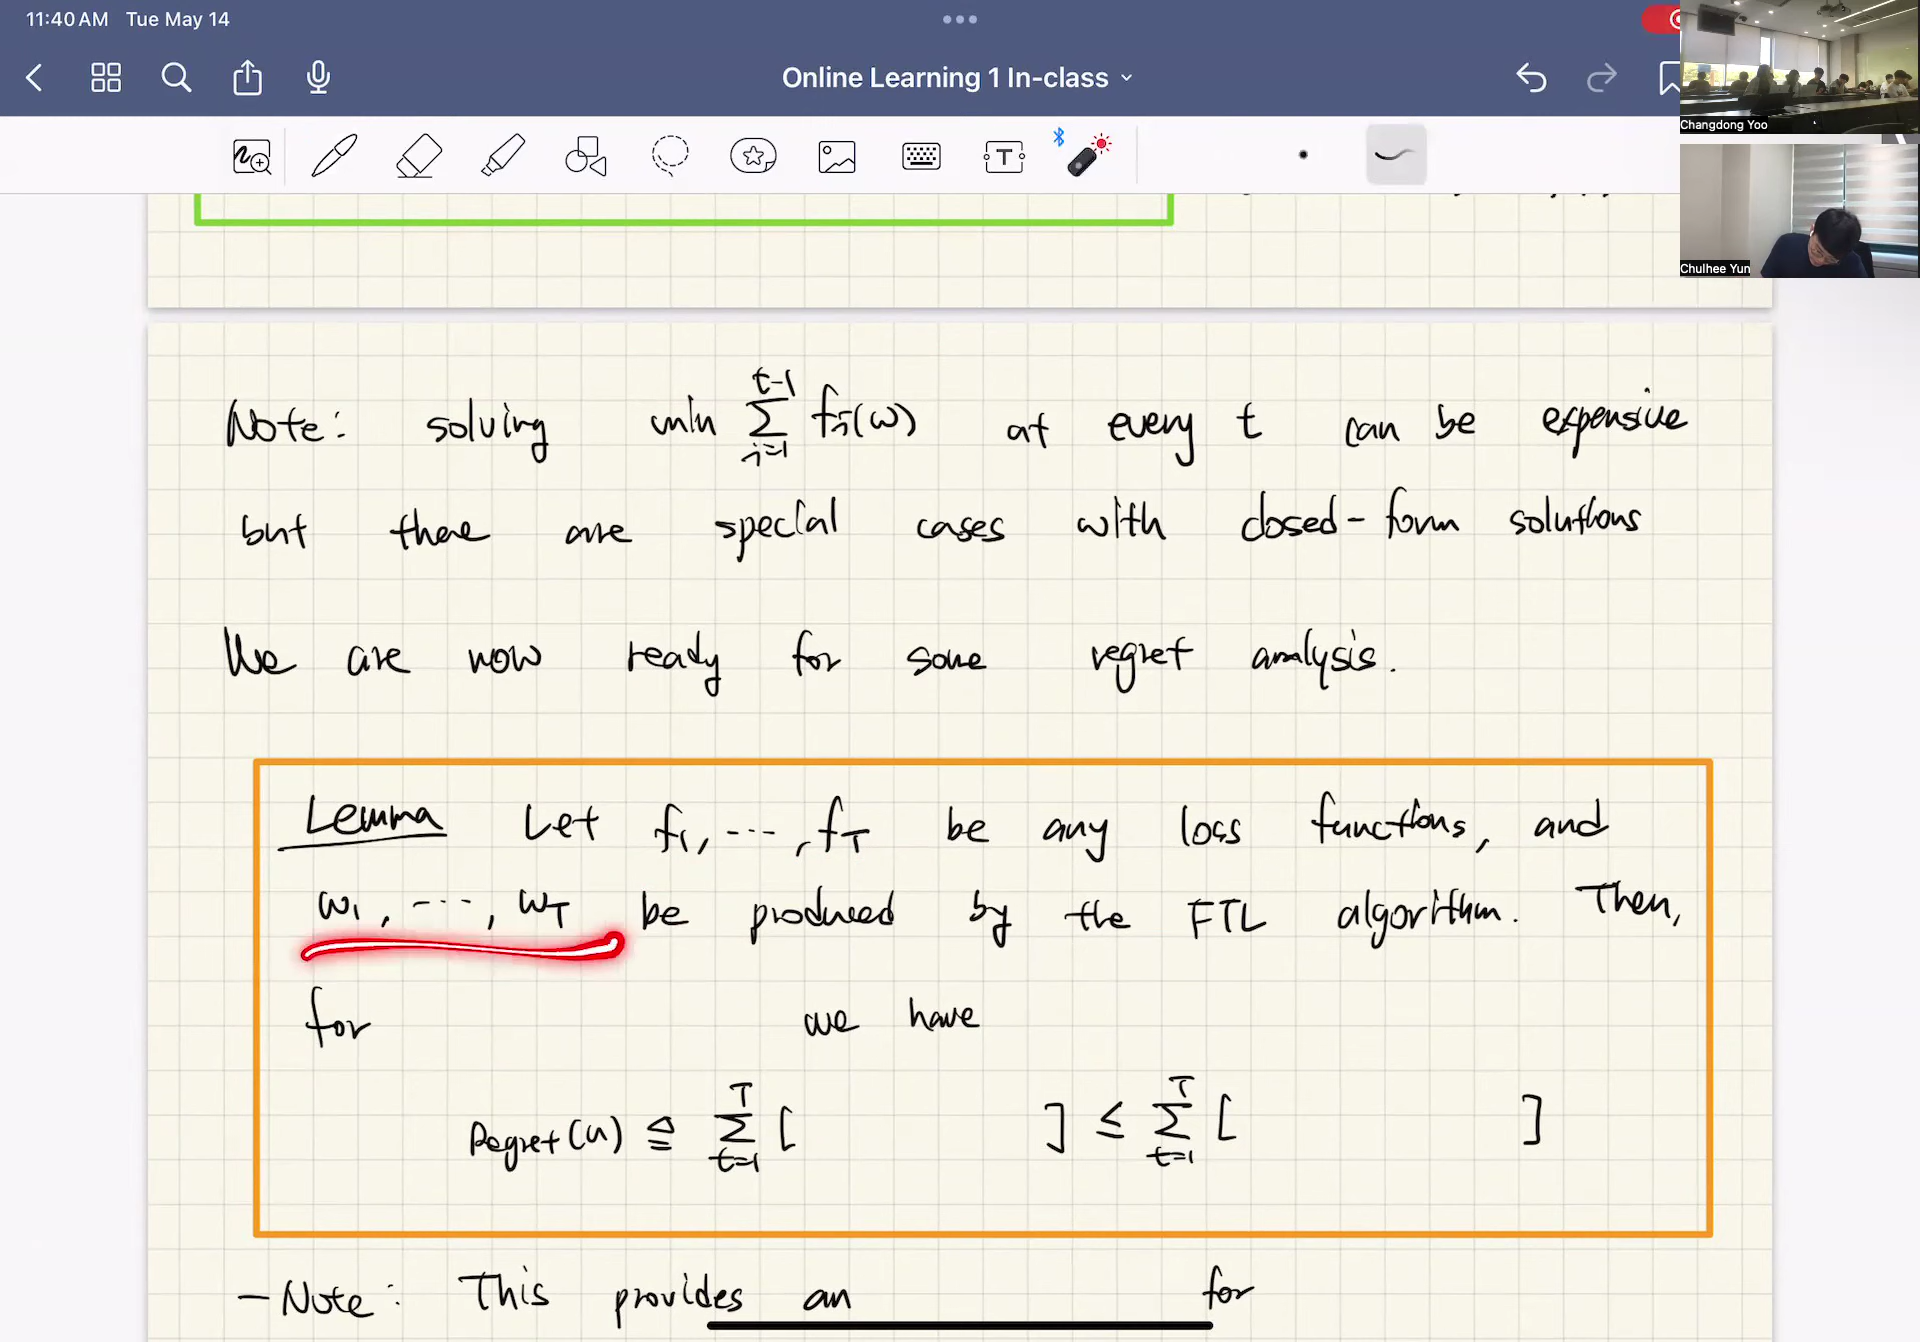 11:40 AM Tue May 14
Online Learning 1 In-class
Changdong Yoo
Chulhee Yun
Note: solving min Σ_{i=1}^{t-1} f_i(w) at every t can be expensive
but there are special cases with closed-form solutions
We are now ready for some regret analysis.
Lemma Let f_1, ..., f_T be any loss functions, and
w_1, ..., w_T be produced by the FTL algorithm. Then,
for we have
Regret(u) ≜ Σ_{t=1}^{T} [ ] ≤ Σ_{t=1}^{T} [ ]
- Note: This provides an for